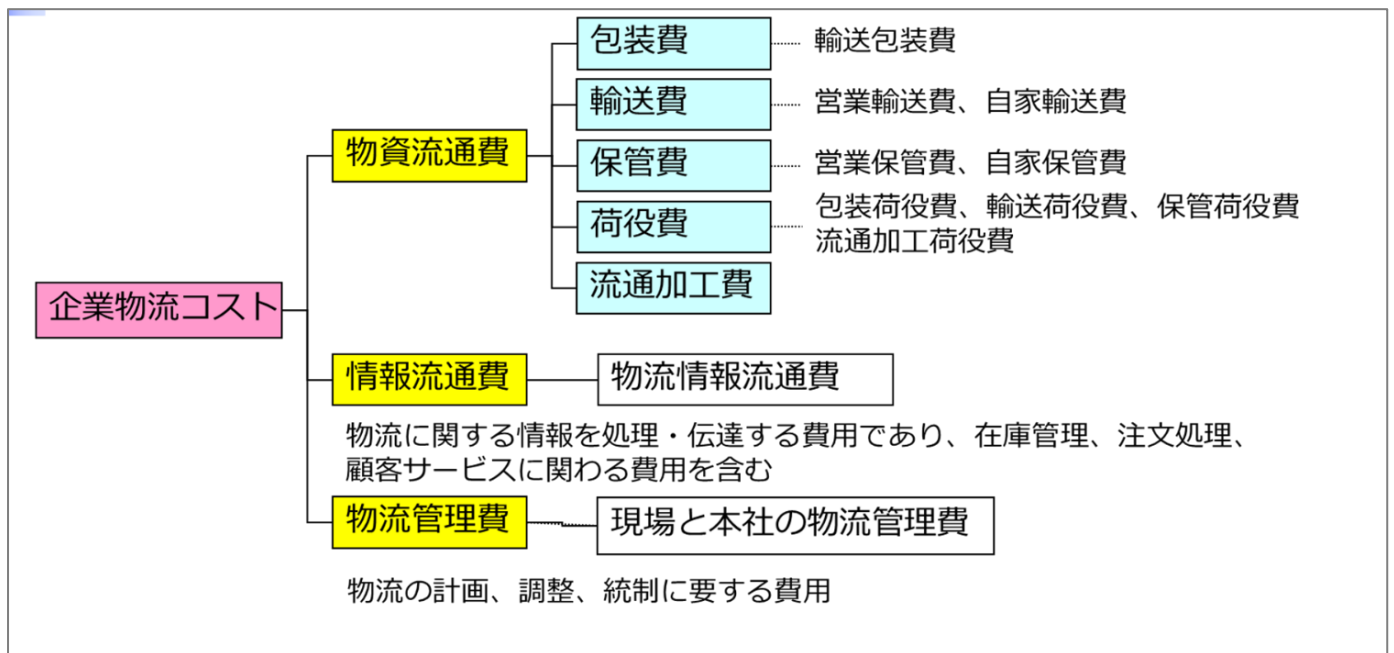 包装費
輸送包装費
輸送費
営業輸送費、自家輸送費
物資流通費
保管費
営業保管費、自家保管費
荷役費
包装荷役費、輸送荷役費、保管荷役費
流通加工荷役費
流通加工費
企業物流コスト
情報流通費
物流情報流通費
物流に関する情報を処理・伝達する費用であり、在庫管理、注文処理、
顧客サービスに関わる費用を含む
物流管理費
現場と本社の物流管理費
物流の計画、調整、統制に要する費用